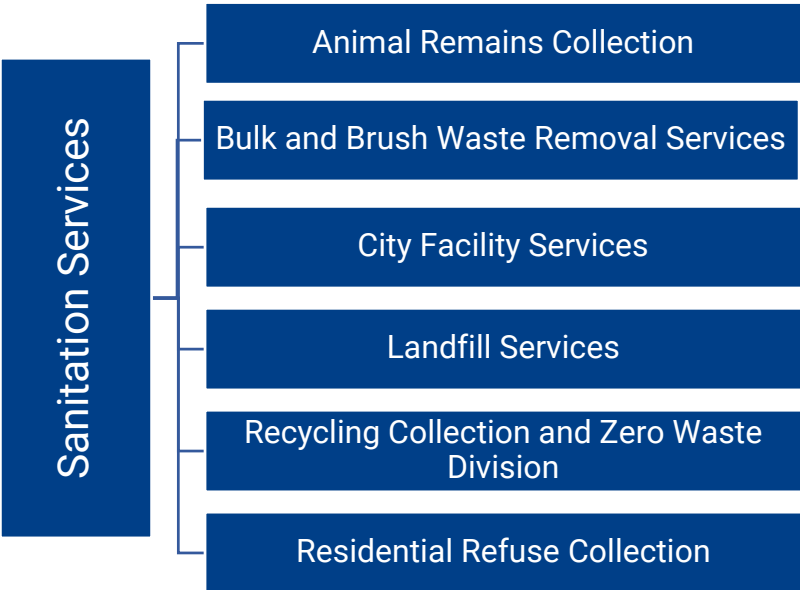 Sanitation Services
Animal Remains Collection
Bulk and Brush Waste Removal Services
City Facility Services
Landfill Services
Recycling Collection and Zero Waste
Division
Residential Refuse Collection